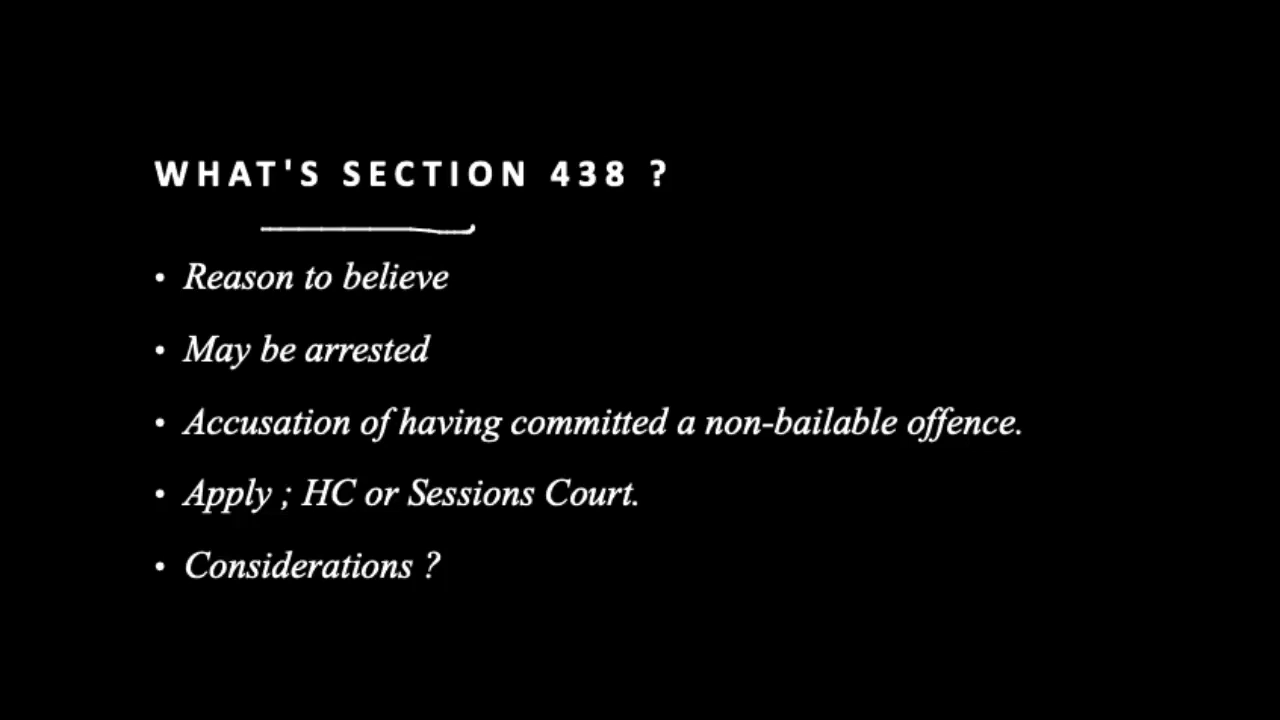 WHAT'S SECTION 438 ?
• Reason to believe
• May be arrested
• Accusation of having committed a non-bailable offence.
• Apply ; HC or Sessions Court.
• Considerations ?